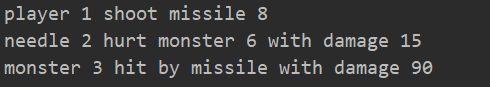 player 1 shoot missile 8
needle 2 hurt monster 6 with damage 15
monster 3 hit by missile with damage 90